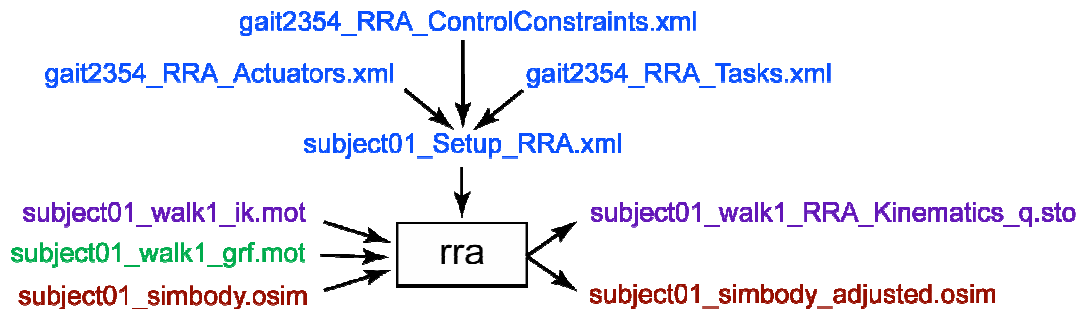 gait2354_RRA_ControlConstraints.xml
gait2354_RRA_Actuators.xml
gait2354_RRA_Tasks.xml
subject01_Setup_RRA.xml
subject01_walk1_ik.mot
subject01_walk1_RRA_Kinematics_q.sto
subject01_walk1_grf.mot
rra
subject01_simbody.osim
subject01_simbody_adjusted.osim